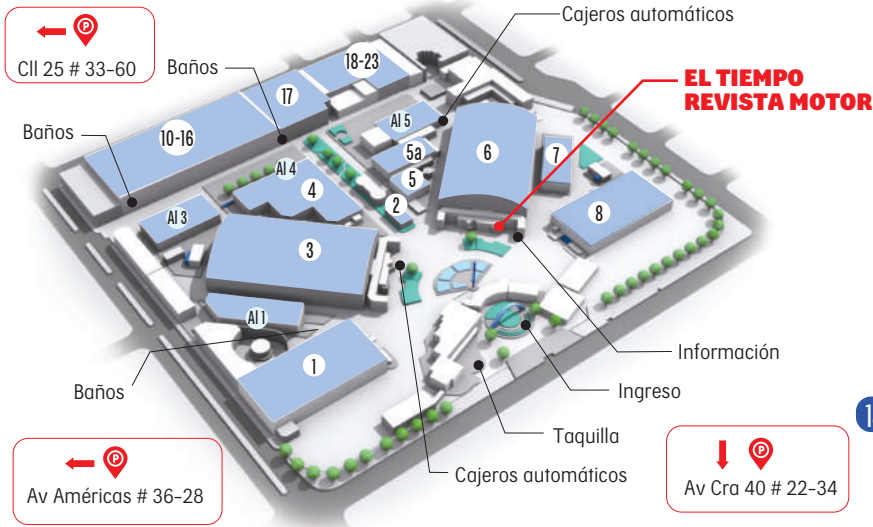 Cajeros automáticos
P
Cll 25 # 33-60
Baños
18-23
17
EL TIEMPO
REVISTA MOTOR
Baños
10-16
Al 5
5a
6
7
5
Al 4
4
2
8
Al 3
3
Al 1
1
Información
Baños
Ingreso
1
Taquilla
P
Av Américas # 36-28
Cajeros automáticos
P
Av Cra 40 # 22-34